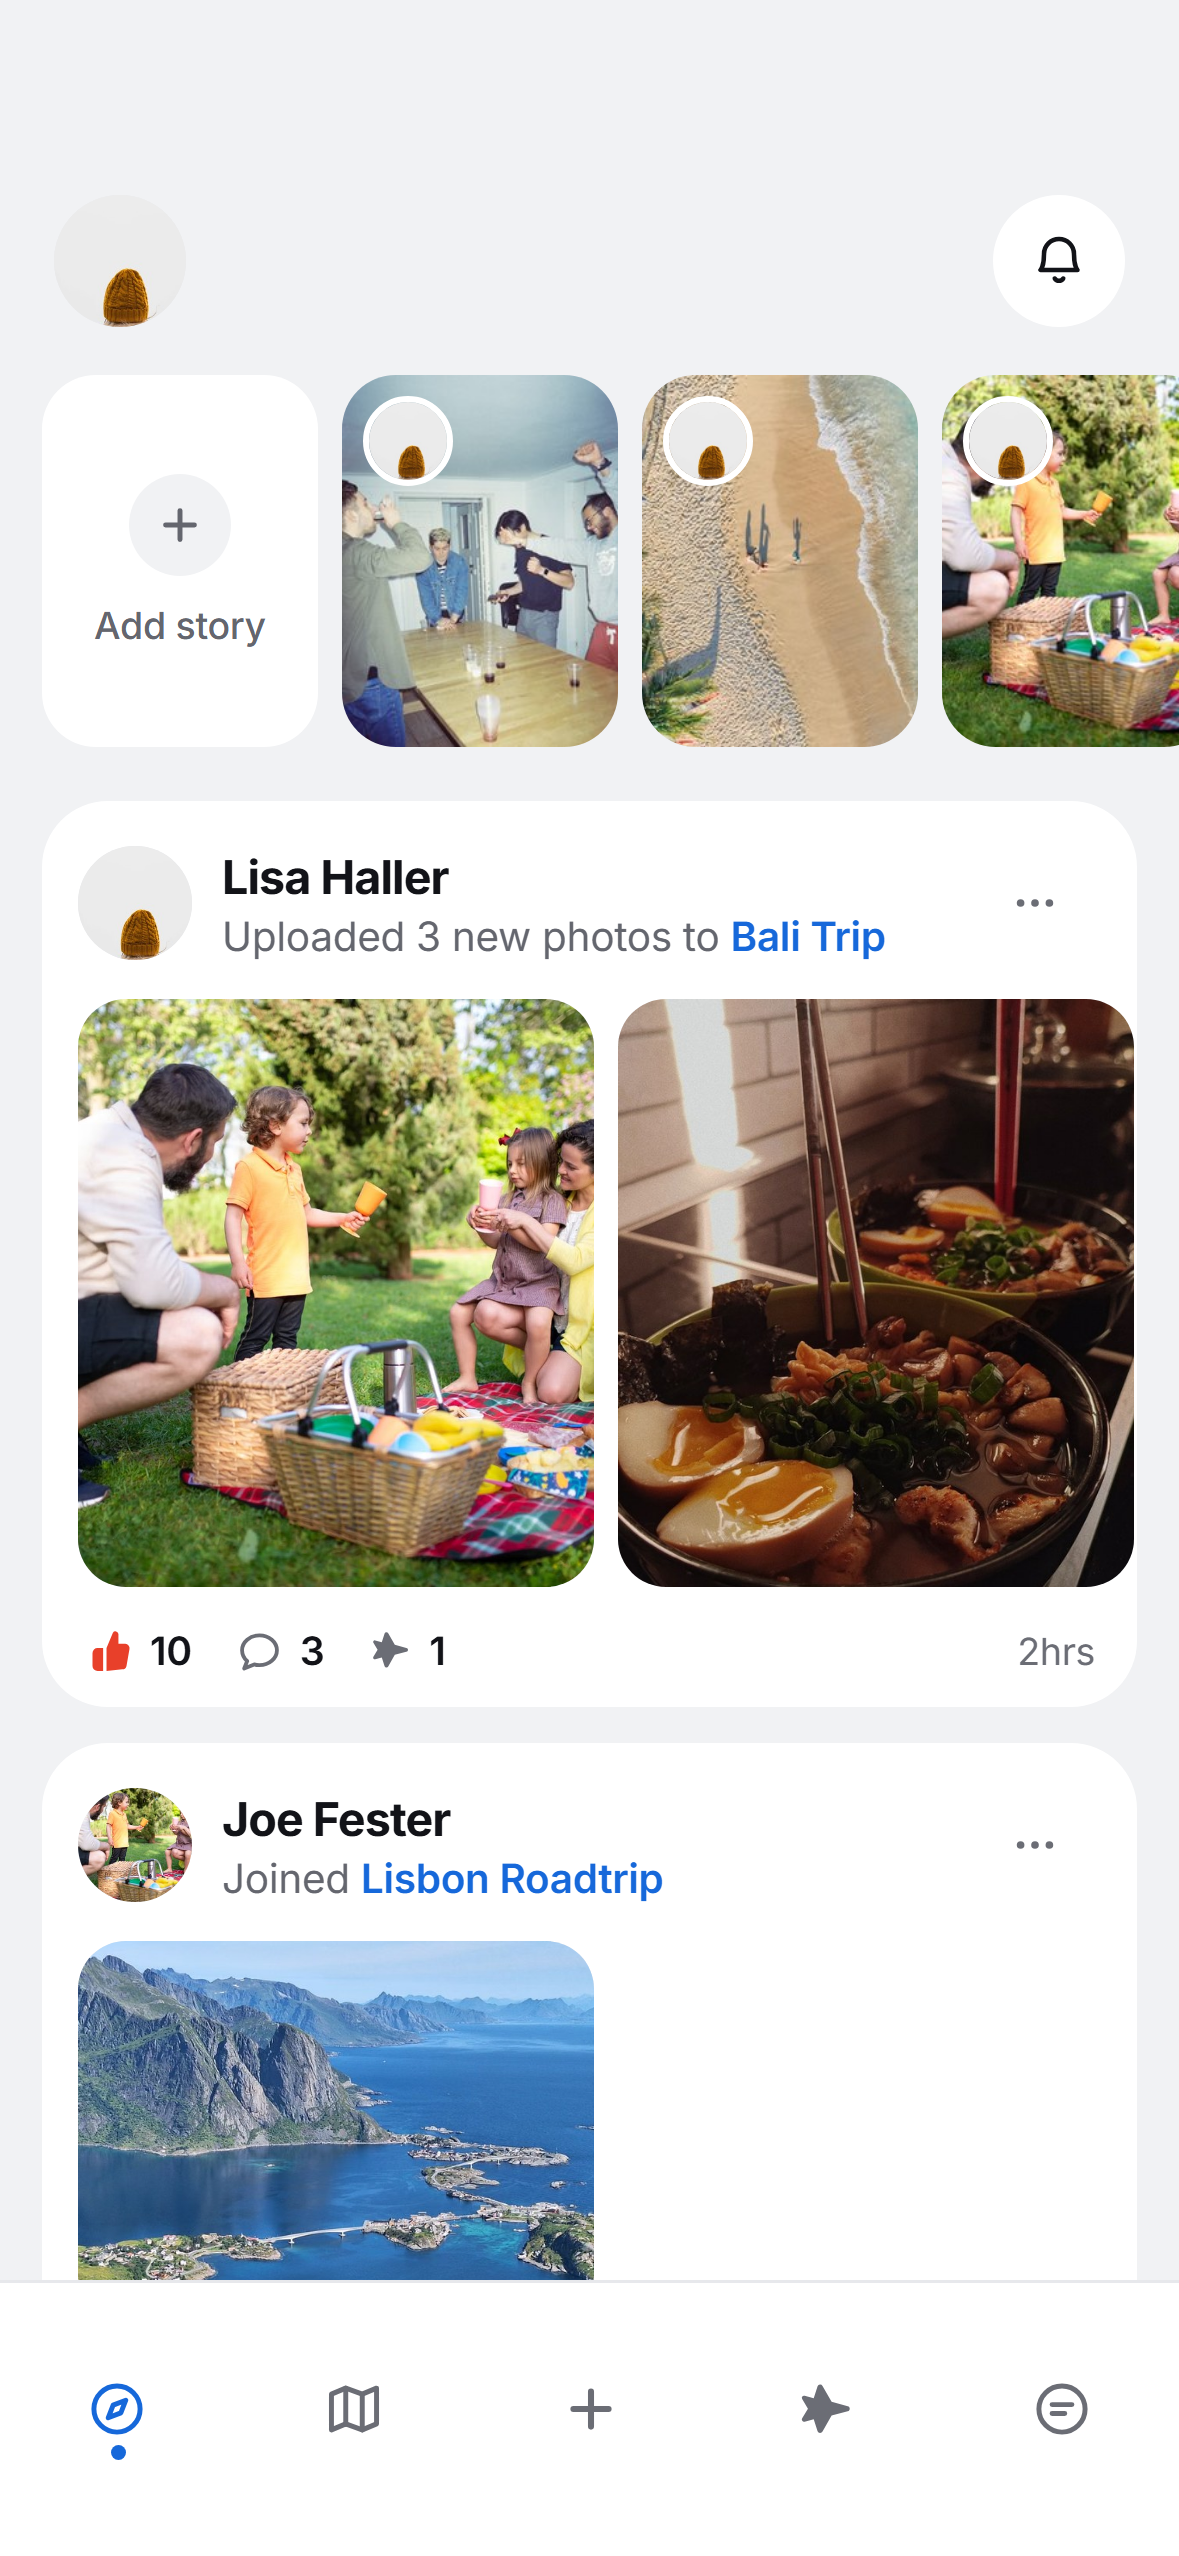 Add story
Lisa Haller
Uploaded 3 new photos to Bali Trip
10 3 1 2hrs
Joe Fester
Joined Lisbon Roadtrip